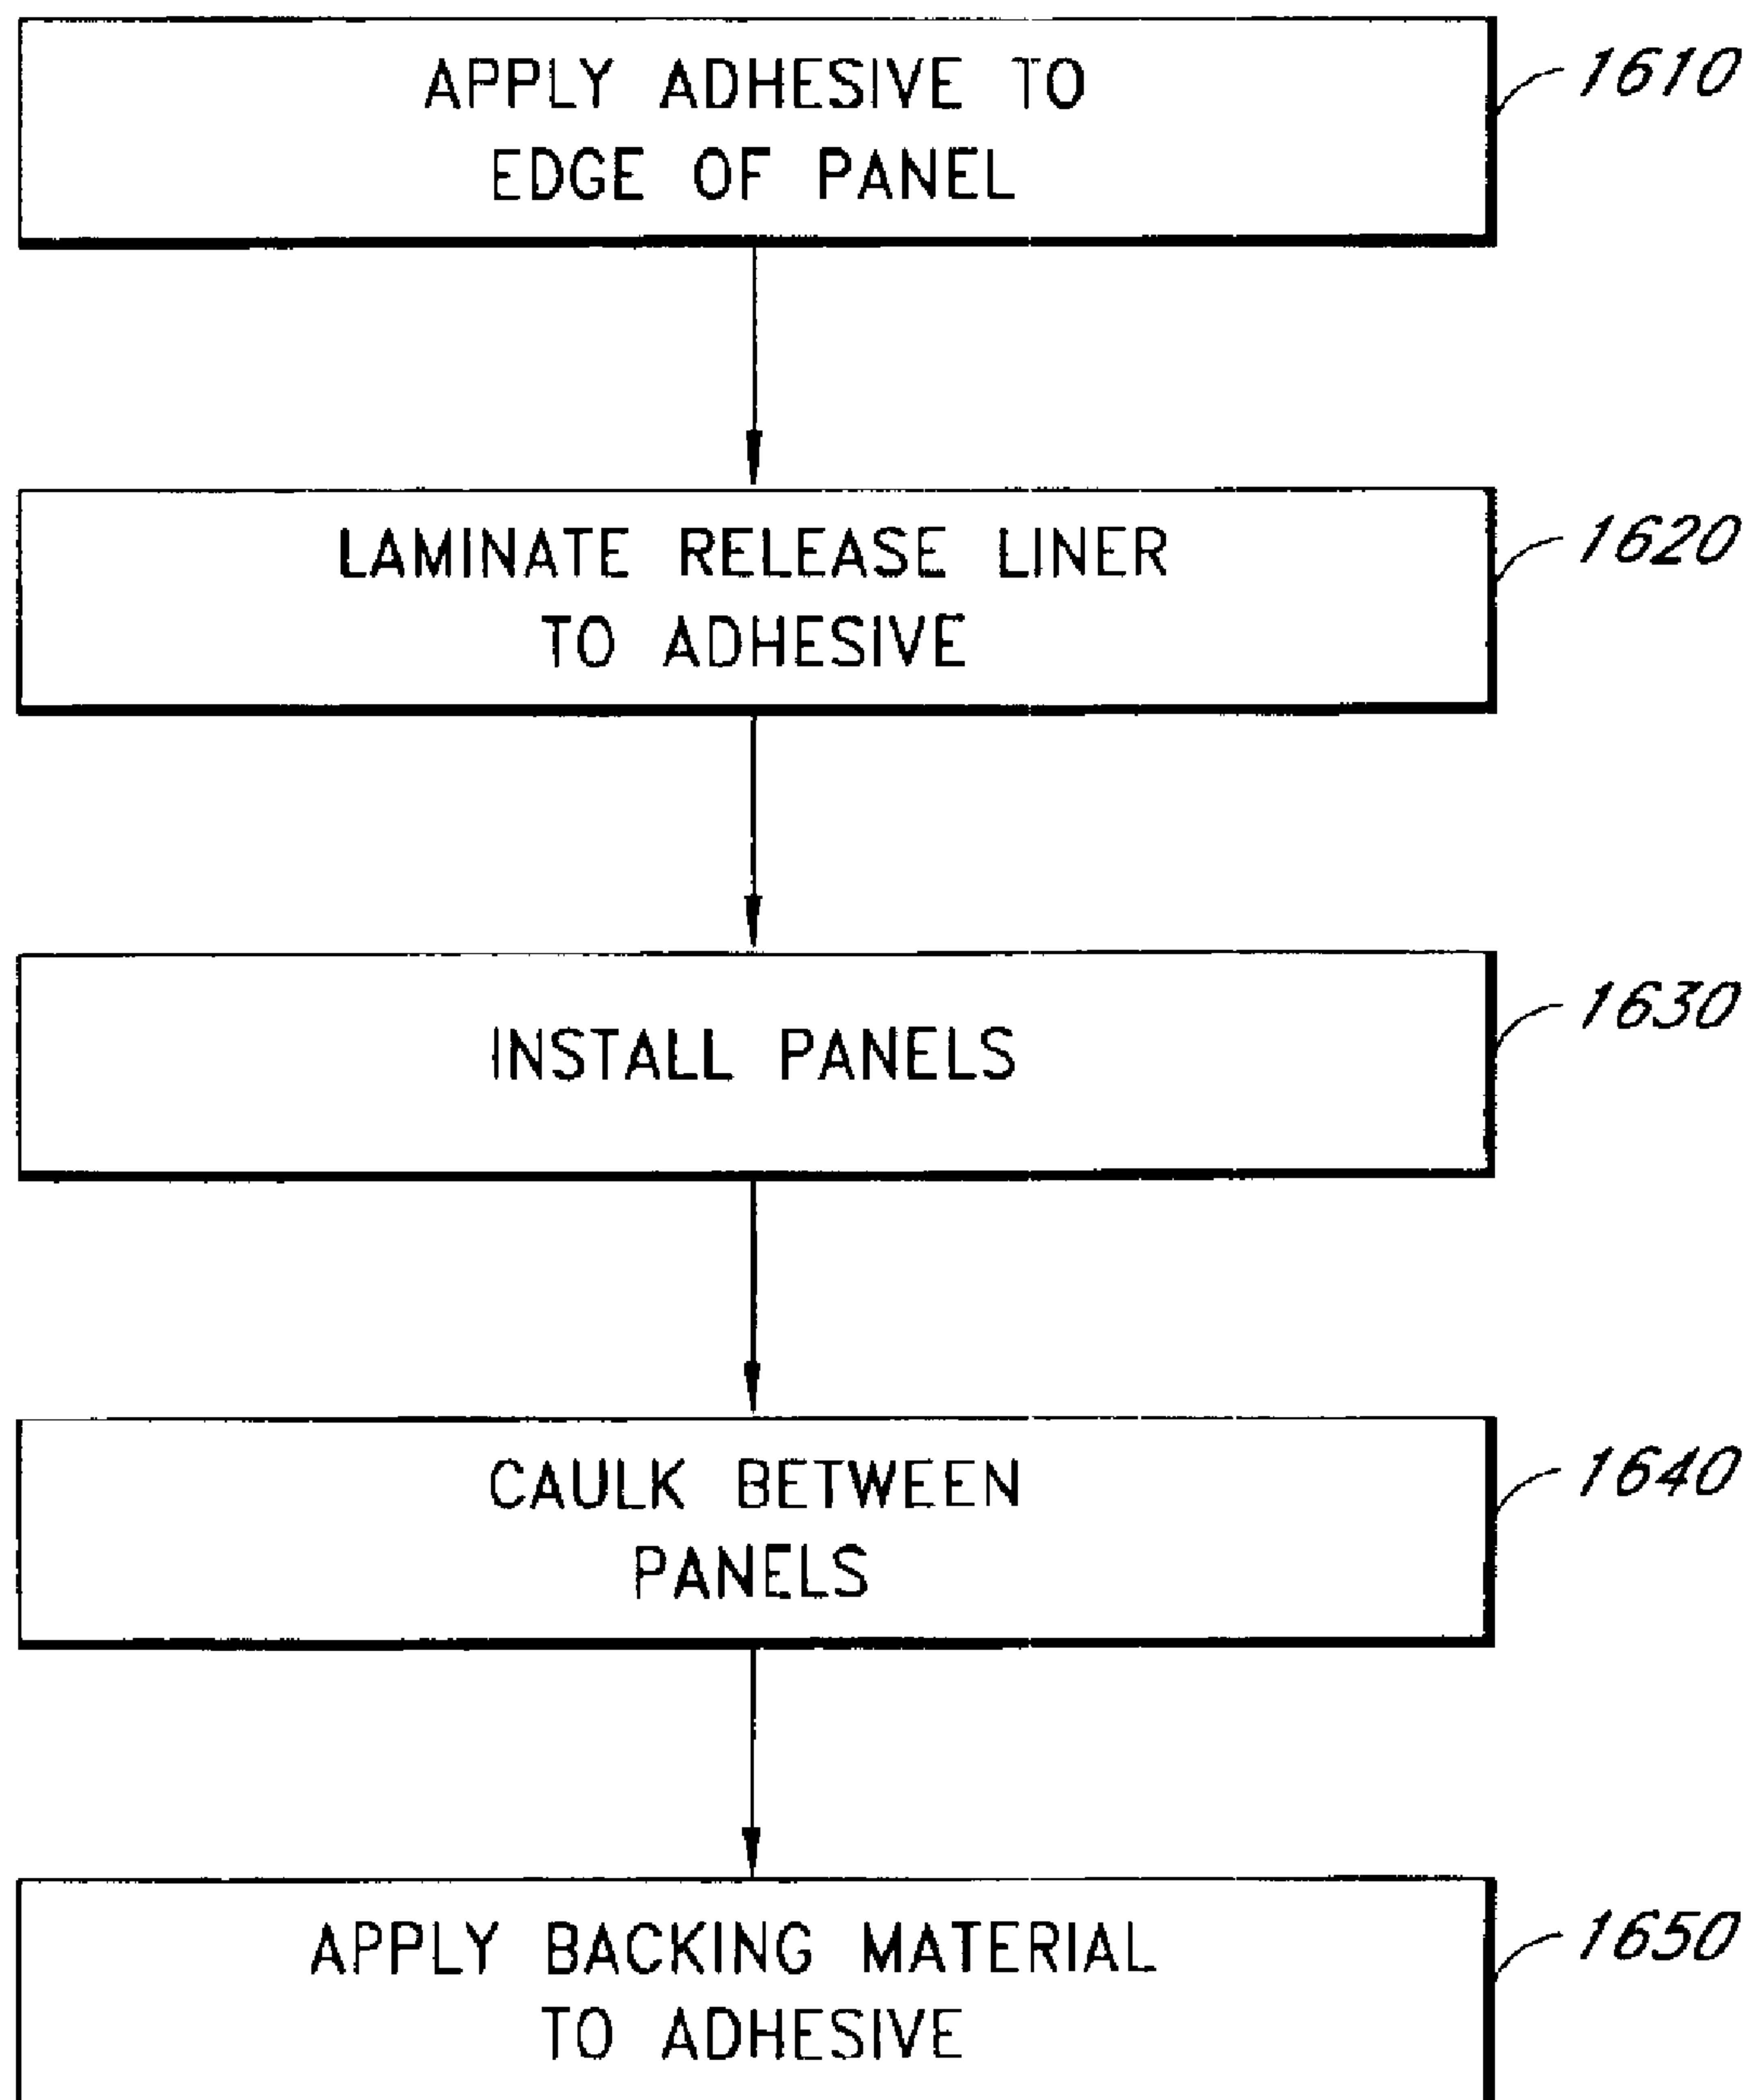 APPLY ADHESIVE TO
EDGE OF PANEL
1610
LAMINATE RELEASE LINER
TO ADHESIVE
1620
INSTALL PANELS
1630
CAULK BETWEEN
PANELS
1640
APPLY BACKING MATERIAL
TO ADHESIVE
1650